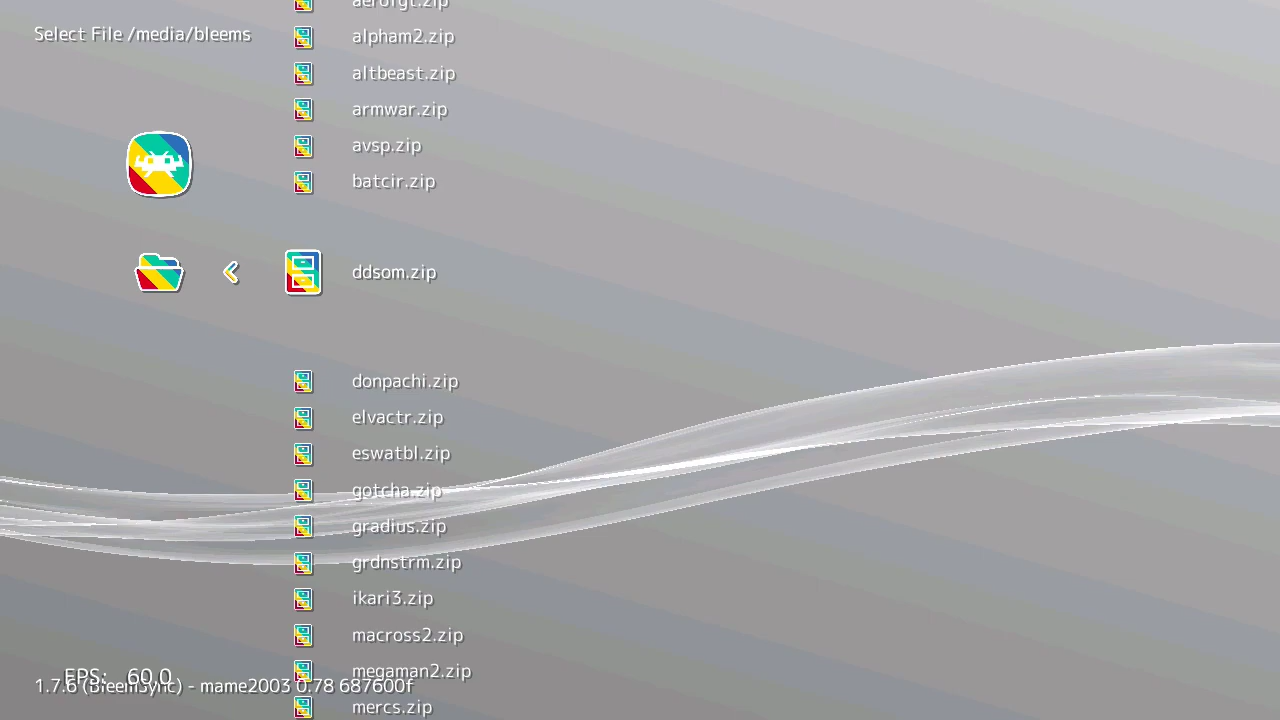 aerofgt.zip
Select File /media/bleems
alpham2.zip
altbeast.zip
armwar.zip
avsp.zip
batcir.zip
ddsom.zip
donpachi.zip
elvactr.zip
eswatbl.zip
gotcha.zip
gradius.zip
grdnstrm.zip
ikari3.zip
macross2.zip
megaman2.zip
FPS: 60.0
1.7.6 (BleemSync) - mame2003 0.78 687600f
mercs.zip